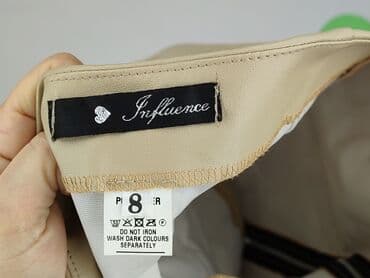 Influence
8
DO NOT IRON
WASH DARK COLOURS
SEPARATELY